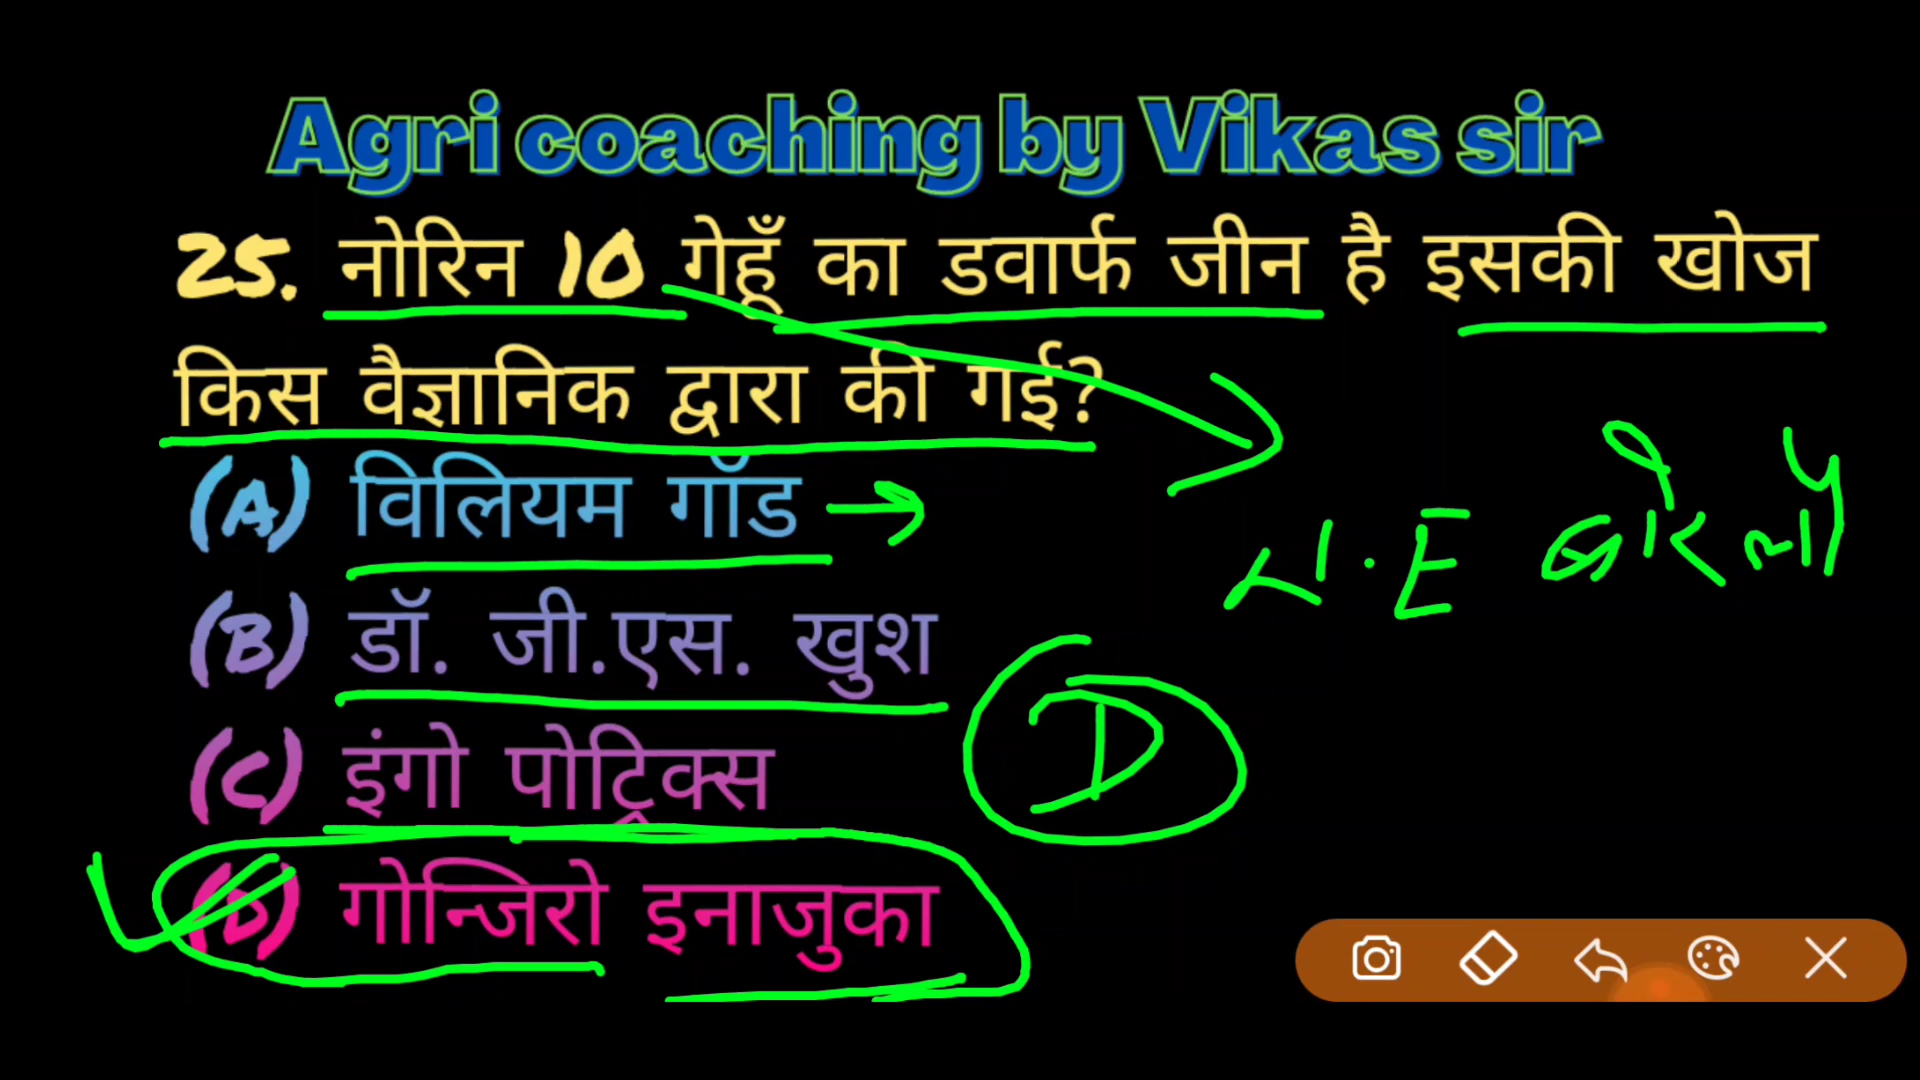 Agri coaching by Vikas sir
25. नोरिन 10 गेहूँ का डवार्फ जीन है इसकी खोज
किस वैज्ञानिक द्वारा की गई?
(A) विलियम गॉड
(B) डॉ. जी.एस. खुश
(C) इंगो पोट्रिक्स
(D) गोन्जिरो इनाजुका
D